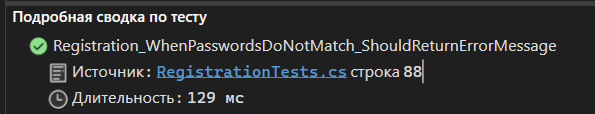 Подробная сводка по тесту
Registration_WhenPasswordsDoNotMatch_ShouldReturnErrorMessage
Источник: RegistrationTests.cs строка 88
Длительность: 129 мс